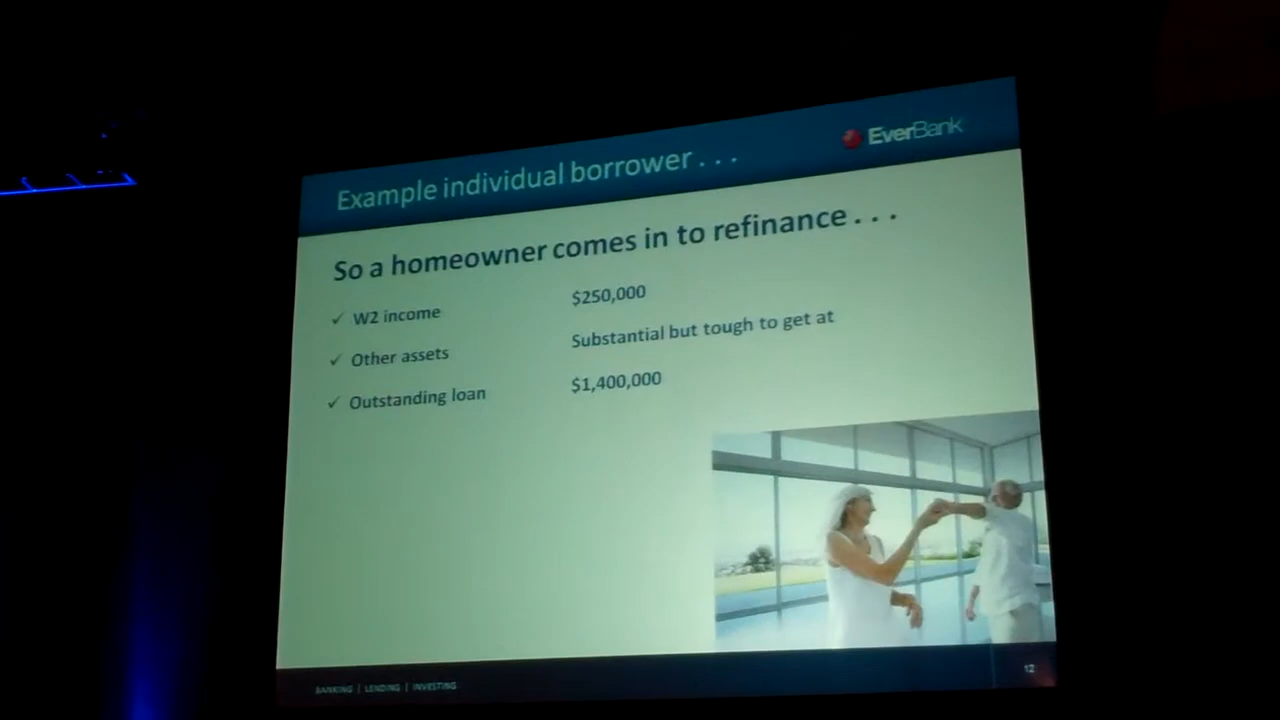 Example individual borrower . . .
EverBank
So a homeowner comes in to refinance . . .
✓ W2 income $250,000
✓ Other assets Substantial but tough to get at
✓ Outstanding loan $1,400,000
BANKING | LENDING | INVESTING
12